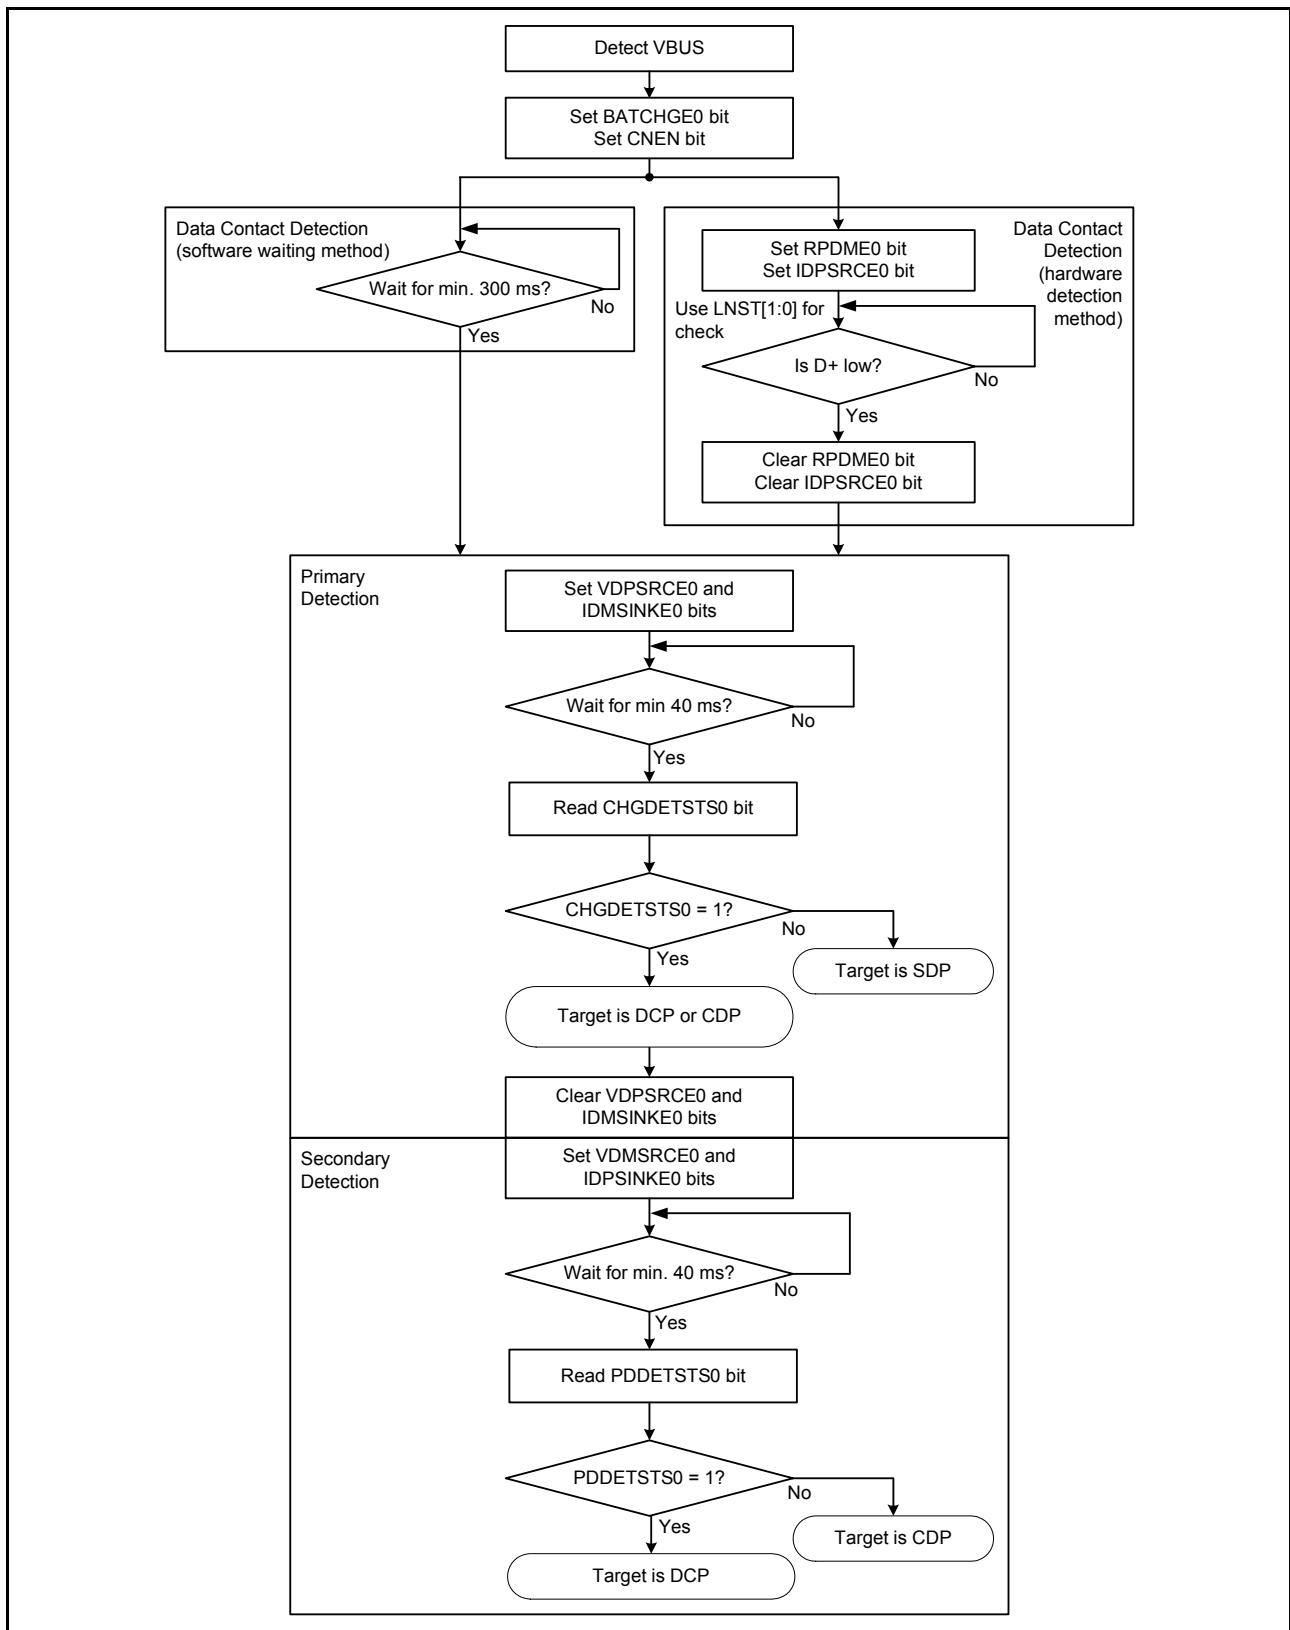 Detect VBUS
Set BATCHGE0 bit
Set CNEN bit
Data Contact Detection
(software waiting method)
Wait for min. 300 ms?
No
Yes
Data Contact
Detection
(hardware
detection
method)
Set RPDME0 bit
Set IDPSRCE0 bit
Use LNST[1:0] for
check
Is D+ low?
No
Yes
Clear RPDME0 bit
Clear IDPSRCE0 bit
Primary
Detection
Set VDPSRCE0 and
IDMSINKE0 bits
Wait for min 40 ms?
No
Yes
Read CHGDETSTS0 bit
CHGDETSTS0 = 1?
No
Yes
Target is SDP
Target is DCP or CDP
Clear VDPSRCE0 and
IDMSINKE0 bits
Secondary
Detection
Set VDMSRCE0 and
IDPSINKE0 bits
Wait for min. 40 ms?
No
Yes
Read PDDETSTS0 bit
PDDETSTS0 = 1?
No
Yes
Target is CDP
Target is DCP